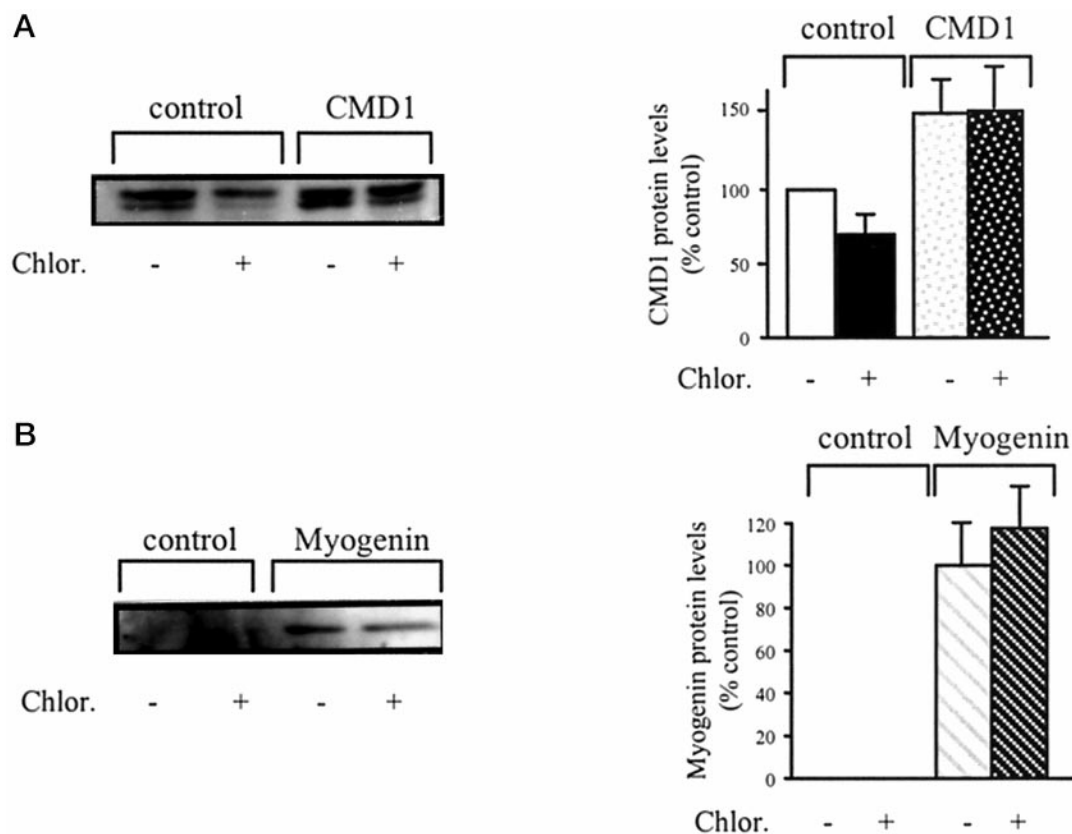 A
control CMD1
Chlor. - + - +
control CMD1
CMD1 protein levels
(% control)
150
100
50
0
Chlor. - + - +
B
control Myogenin
Chlor. - + - +
control Myogenin
Myogenin protein levels
(% control)
120
100
80
60
40
20
0
Chlor. - + - +